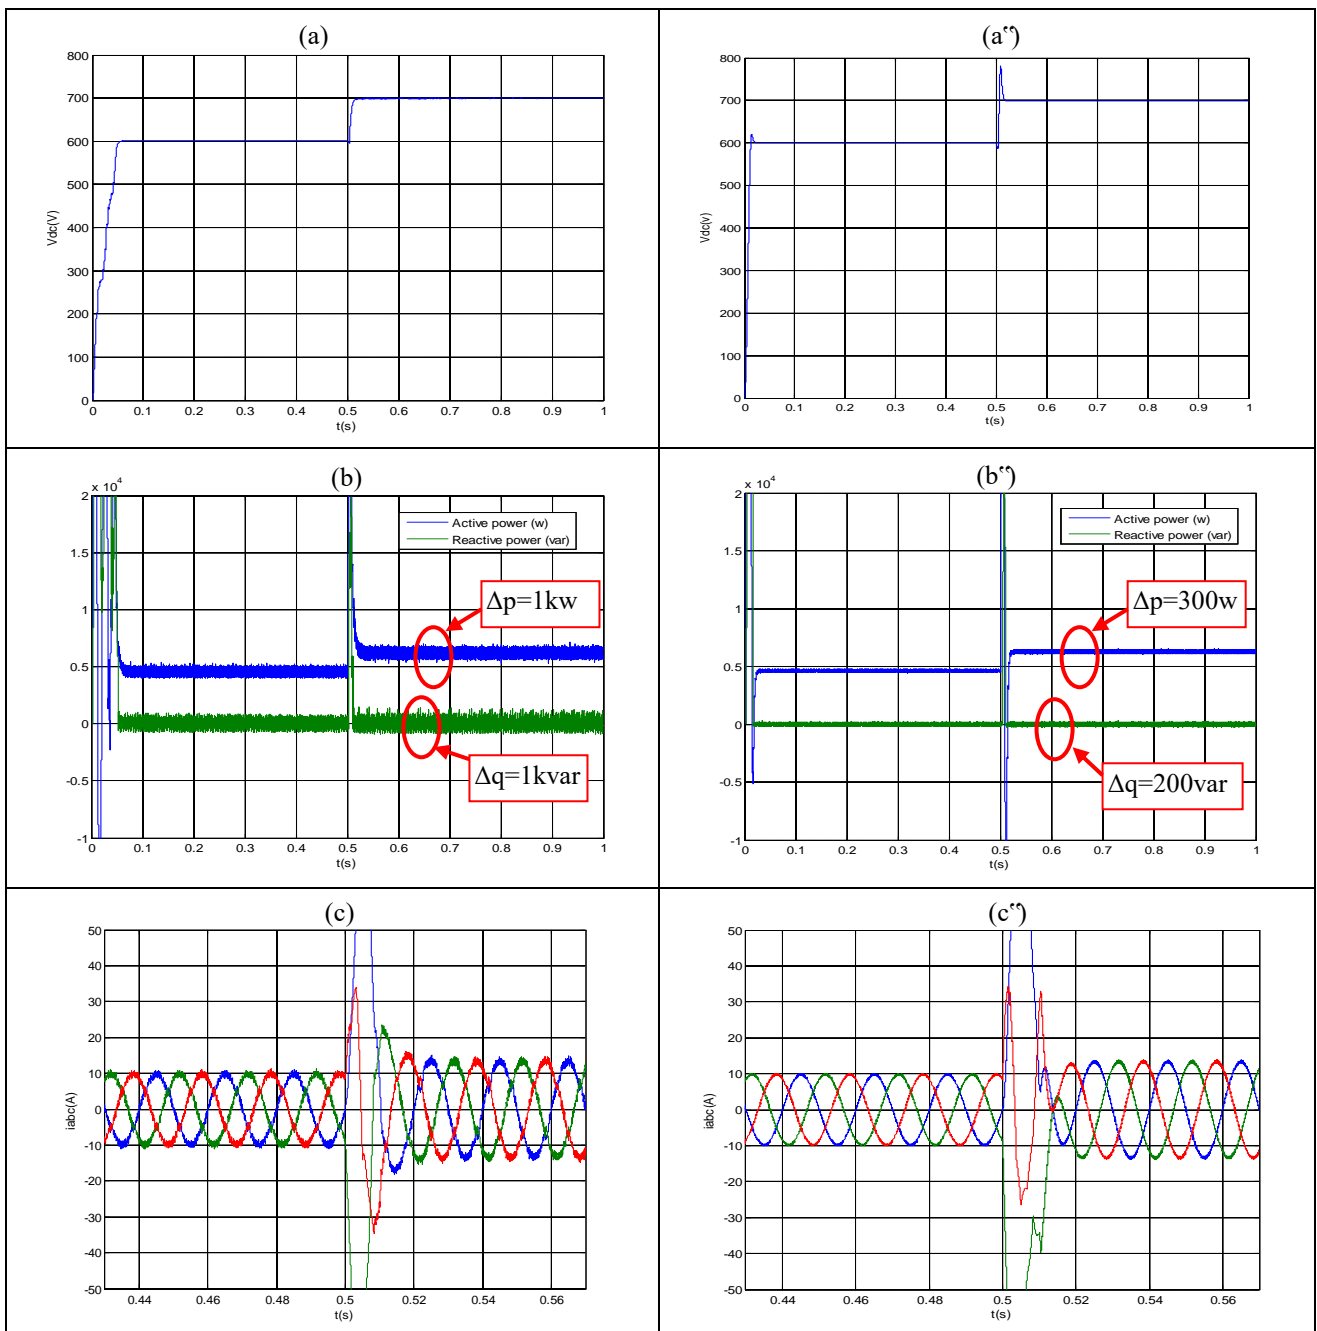 (a)
800
700
600
500
400
300
200
100
0
Vdc(V)
0 0.1 0.2 0.3 0.4 0.5 0.6 0.7 0.8 0.9 1
t(s)
(a‟)
800
700
600
500
400
300
200
100
0
Vdc(v)
0 0.1 0.2 0.3 0.4 0.5 0.6 0.7 0.8 0.9 1
t(s)
(b)
x 10^4
2
1.5
1
0.5
0
-0.5
-1
Active power (w)
Reactive power (var)
Δp=1kw
Δq=1kvar
0 0.1 0.2 0.3 0.4 0.5 0.6 0.7 0.8 0.9 1
t(s)
(b‟)
x 10^4
2
1.5
1
0.5
0
-0.5
-1
Active power (w)
Reactive power (var)
Δp=300w
Δq=200var
0 0.1 0.2 0.3 0.4 0.5 0.6 0.7 0.8 0.9 1
t(s)
(c)
50
40
30
20
10
0
-10
-20
-30
-40
-50
iabc(A)
0.44 0.46 0.48 0.5 0.52 0.54 0.56
t(s)
(c‟)
50
40
30
20
10
0
-10
-20
-30
-40
-50
iabc(A)
0.44 0.46 0.48 0.5 0.52 0.54 0.56
t(s)